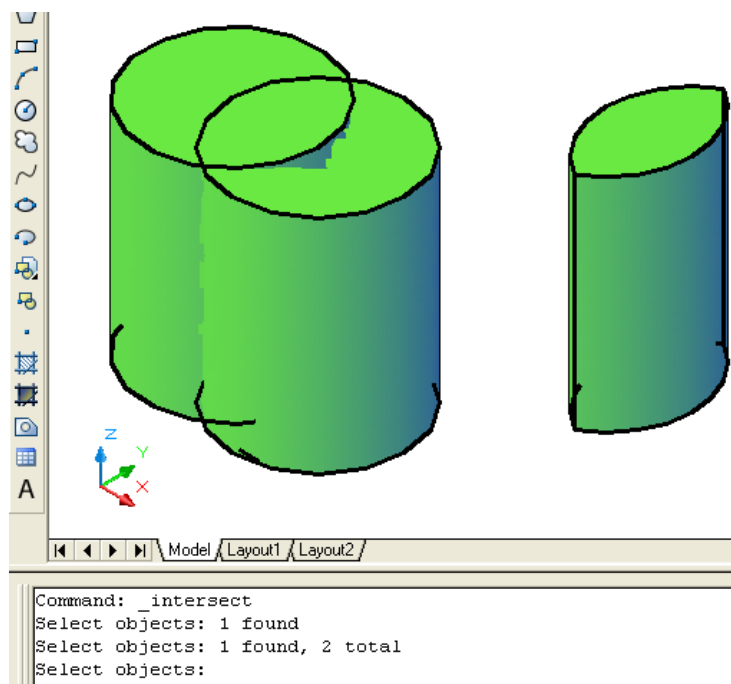 A
Z
Y
X
Model Layout1 Layout2
Command: _intersect
Select objects: 1 found
Select objects: 1 found, 2 total
Select objects: